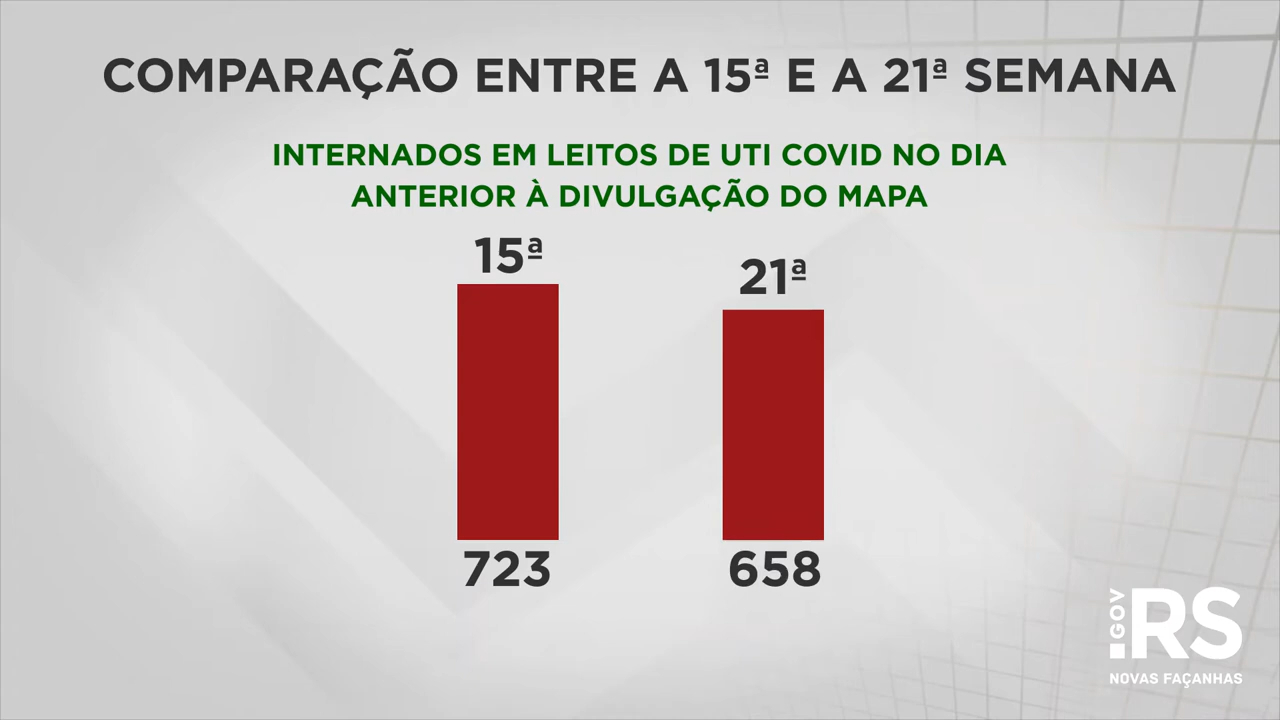 COMPARAÇÃO ENTRE A 15ª E A 21ª SEMANA
INTERNADOS EM LEITOS DE UTI COVID NO DIA
ANTERIOR À DIVULGAÇÃO DO MAPA
15ª
21ª
723
658
.GOV
RS
NOVAS FAÇANHAS